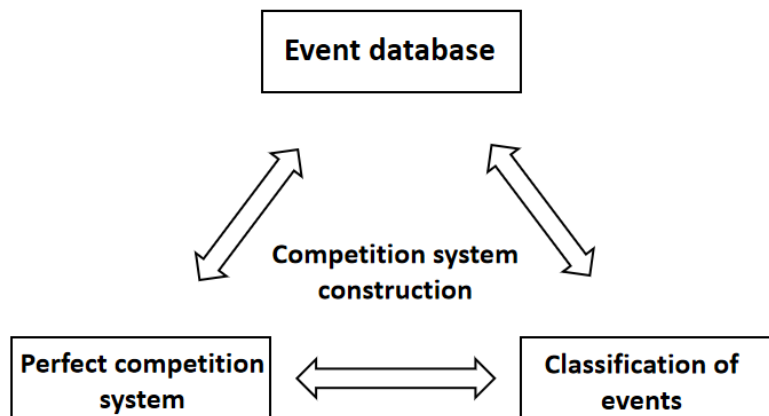 Event database
Competition system
construction
Perfect competition
system
Classification of
events